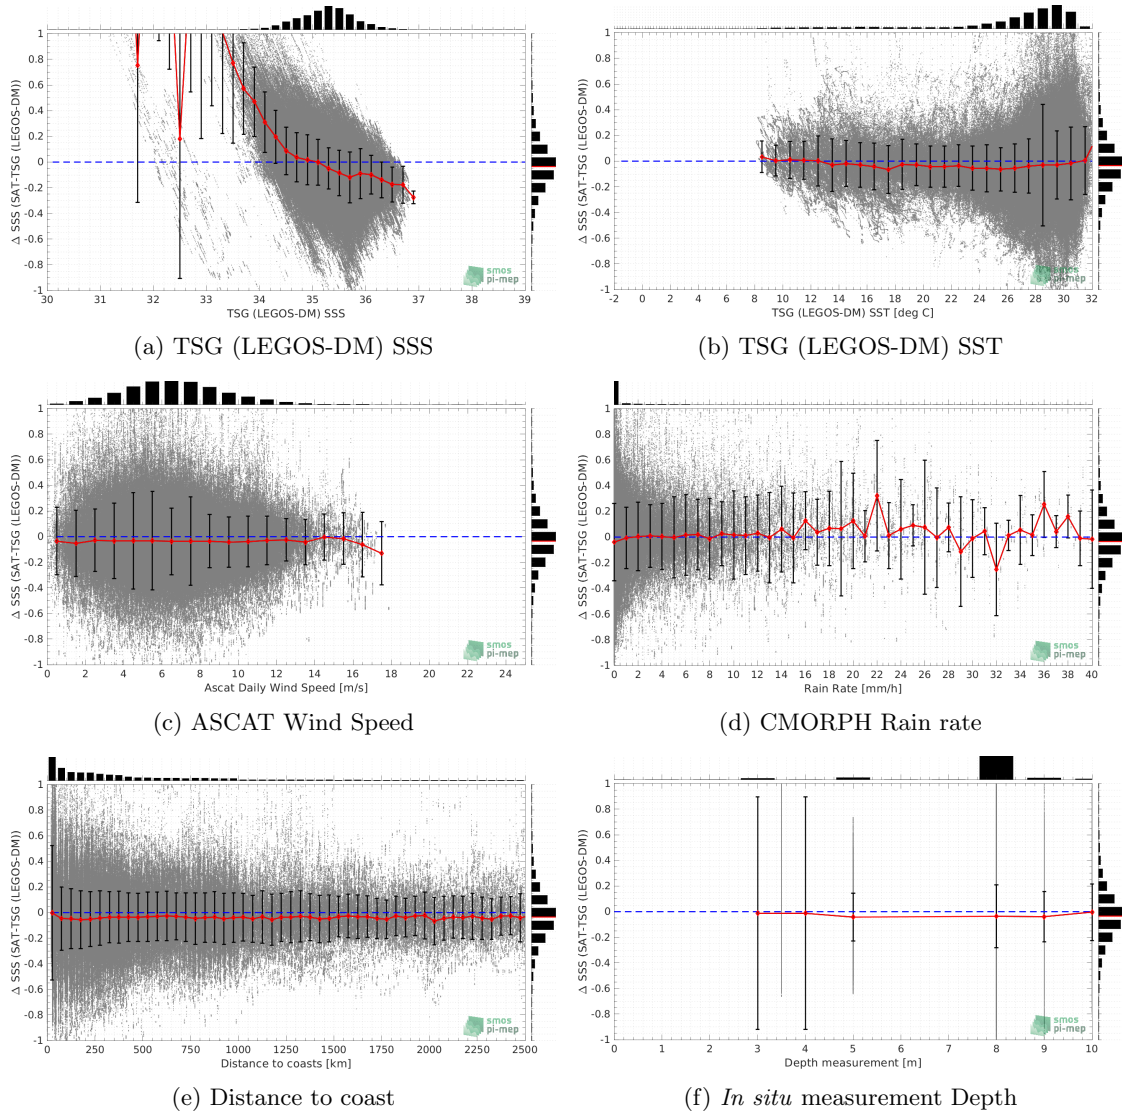 Δ SSS (SAT-TSG (LEGOS-DM))
1
0.8
0.6
0.4
0.2
0
-0.2
-0.4
-0.6
-0.8
-1
30 31 32 33 34 35 36 37 38 39
TSG (LEGOS-DM) SSS
smos
pi-mep
(a) TSG (LEGOS-DM) SSS
Δ SSS (SAT-TSG (LEGOS-DM))
1
0.8
0.6
0.4
0.2
0
-0.2
-0.4
-0.6
-0.8
-1
-2 0 2 4 6 8 10 12 14 16 18 20 22 24 26 28 30 32
TSG (LEGOS-DM) SST [deg C]
smos
pi-mep
(b) TSG (LEGOS-DM) SST
Δ SSS (SAT-TSG (LEGOS-DM))
1
0.8
0.6
0.4
0.2
0
-0.2
-0.4
-0.6
-0.8
-1
0 2 4 6 8 10 12 14 16 18 20 22 24
Ascat Daily Wind Speed [m/s]
smos
pi-mep
(c) ASCAT Wind Speed
Δ SSS (SAT-TSG (LEGOS-DM))
1
0.8
0.6
0.4
0.2
0
-0.2
-0.4
-0.6
-0.8
-1
0 2 4 6 8 10 12 14 16 18 20 22 24 26 28 30 32 34 36 38 40
Rain Rate [mm/h]
smos
pi-mep
(d) CMORPH Rain rate
Δ SSS (SAT-TSG (LEGOS-DM))
1
0.8
0.6
0.4
0.2
0
-0.2
-0.4
-0.6
-0.8
-1
0 250 500 750 1000 1250 1500 1750 2000 2250 2500
Distance to coasts [km]
smos
pi-mep
(e) Distance to coast
Δ SSS (SAT-TSG (LEGOS-DM))
1
0.8
0.6
0.4
0.2
0
-0.2
-0.4
-0.6
-0.8
-1
0 1 2 3 4 5 6 7 8 9 10
Depth measurement [m]
smos
pi-mep
(f) In situ measurement Depth